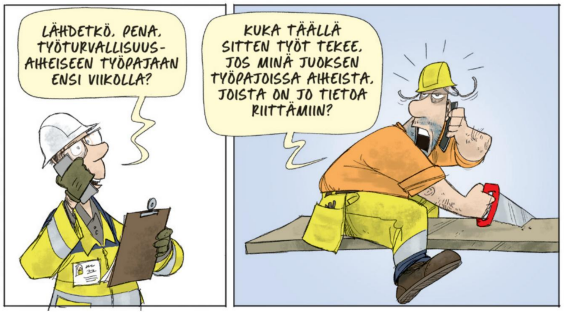 LÄHDETKÖ, PENA,
TYÖTURVALLISUUS-
AIHEISEEN TYÖPAJAAN
ENSI VIIKOLLA?
KUKA TÄÄLLÄ
SITTEN TYÖT TEKEE,
JOS MINÄ JUOKSEN
TYÖPAJOISSA AIHEISTA,
JOISTA ON JO TIETOA
RIITTÄMIIN?